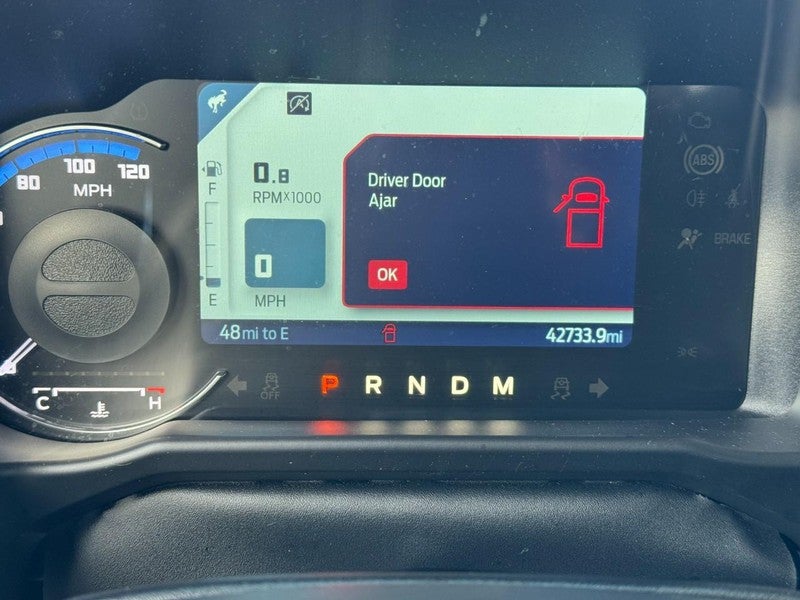 80 100 120
MPH
F
E
0.8
RPMx1000
0
MPH
Driver Door
Ajar
OK
48mi to E
42733.9mi
C H
OFF
P R N D M
ABS
BRAKE